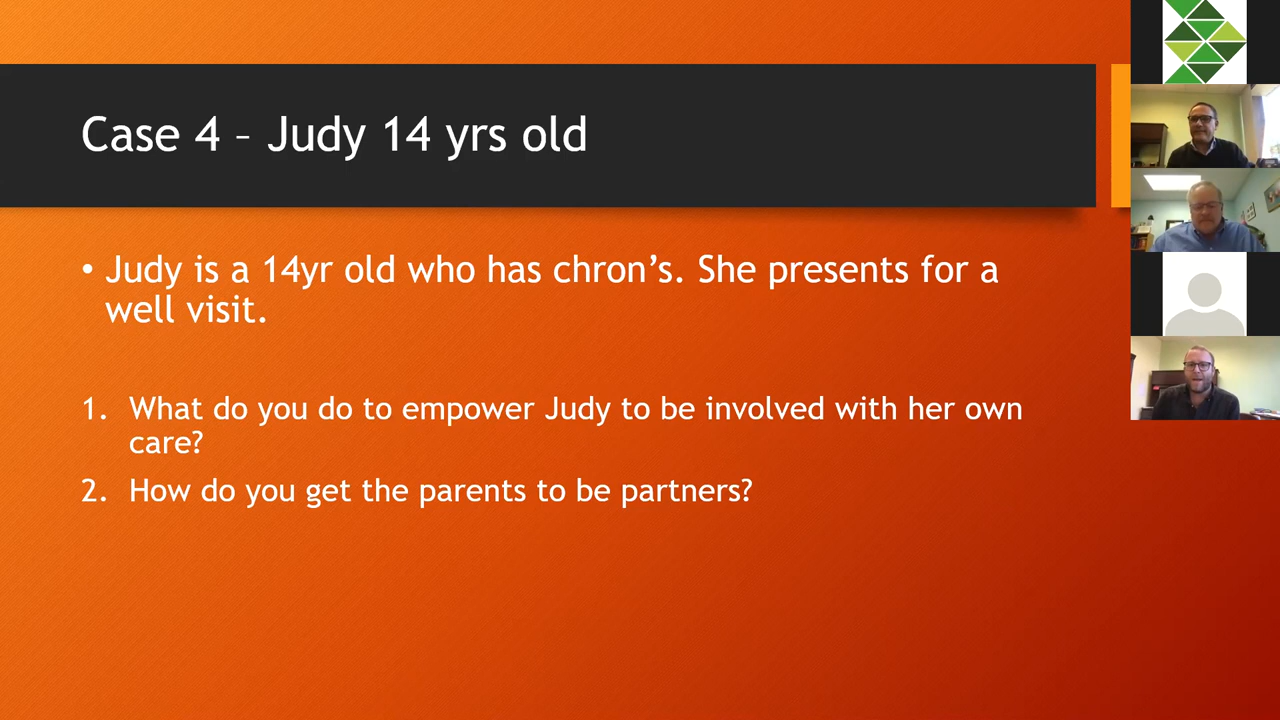 Case 4 – Judy 14 yrs old
• Judy is a 14yr old who has chron’s. She presents for a
well visit.
1. What do you do to empower Judy to be involved with her own
care?
2. How do you get the parents to be partners?